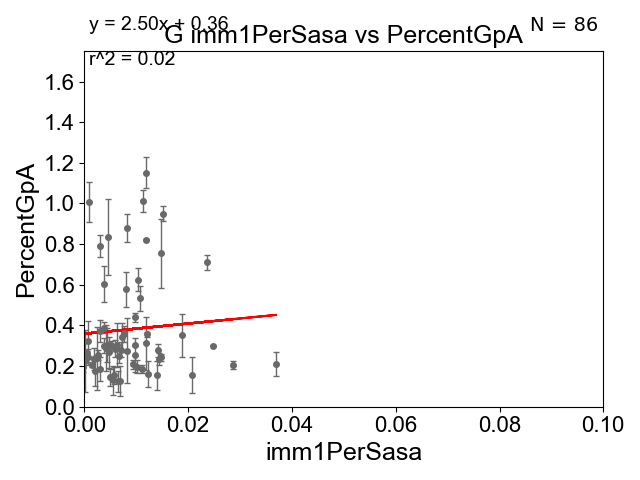 y = 2.50x + 0.36
N = 86
G imm1PerSasa vs PercentGpA
r^2 = 0.02
PercentGpA
1.6
1.4
1.2
1.0
0.8
0.6
0.4
0.2
0.0
0.00 0.02 0.04 0.06 0.08 0.10
imm1PerSasa